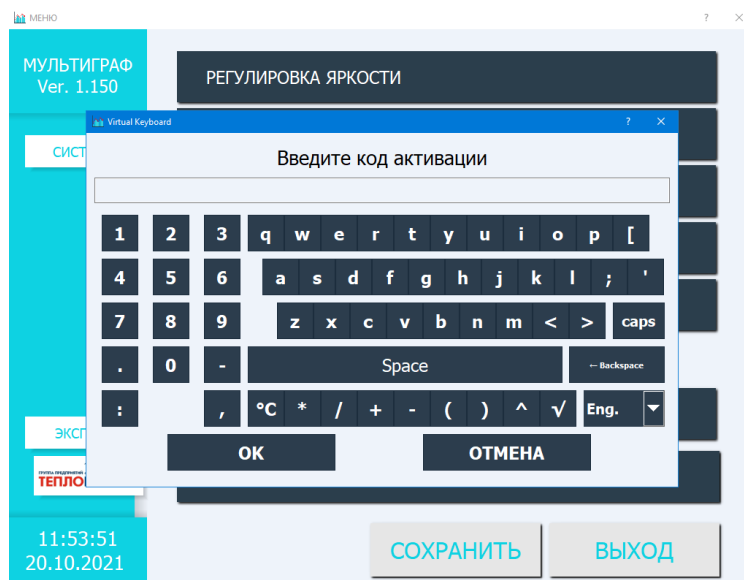 МЕНЮ
МУЛЬТИГРАФ
Ver. 1.150
РЕГУЛИРОВКА ЯРКОСТИ
Virtual Keyboard
СИСТ
Введите код активации
1 2 3 q w e r t y u i o p [
4 5 6 a s d f g h j k l ; '
7 8 9 z x c v b n m < > caps
. 0 - Space ← Backspace
: , °C * / + - ( ) ^ √ Eng.
ЭКСП
OK ОТМЕНА
ТЕПЛО
11:53:51
20.10.2021
СОХРАНИТЬ ВЫХОД